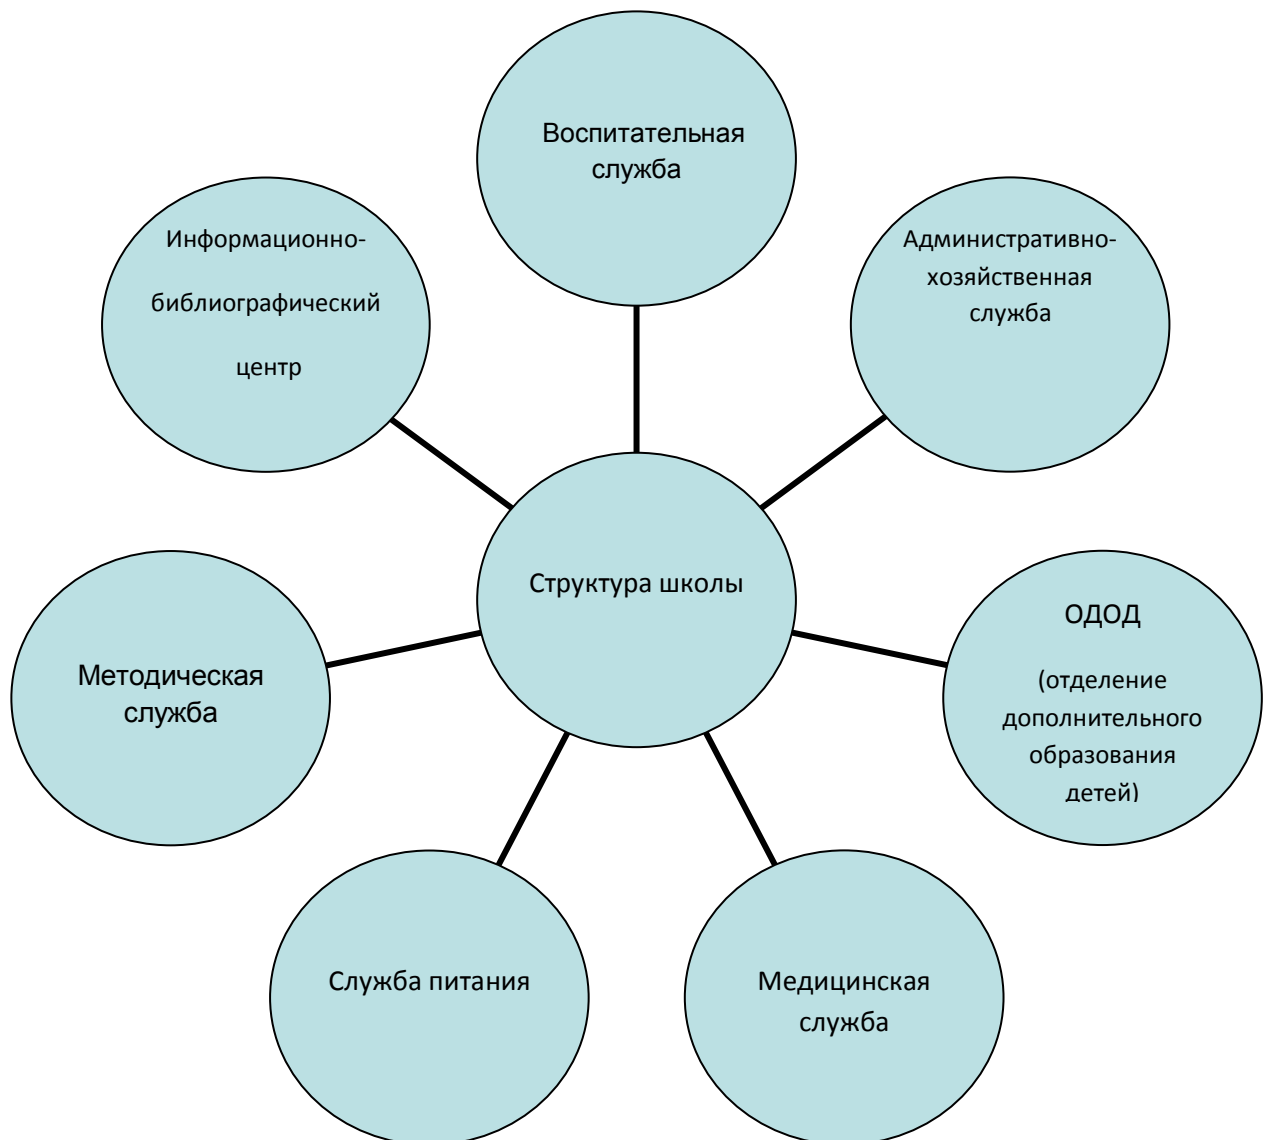 Воспитательная
служба
Информационно-
библиографический
центр
Административно-
хозяйственная
служба
Структура школы
ОДОД
(отделение
дополнительного
образования
детей)
Методическая
служба
Служба питания
Медицинская
служба